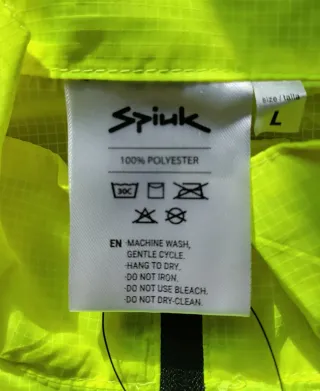 Spiuk
size / talla
L
100% POLYESTER
30C
EN ·MACHINE WASH,
GENTLE CYCLE.
·HANG TO DRY.
·DO NOT IRON.
·DO NOT USE BLEACH.
·DO NOT DRY-CLEAN.